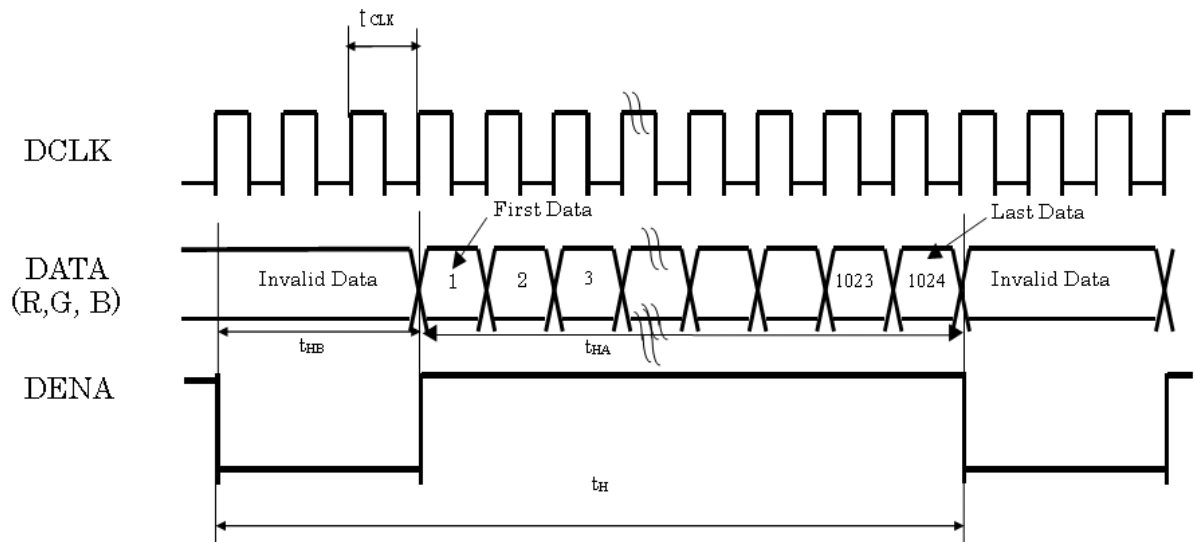 t CLK
DCLK
First Data
Last Data
DATA
(R,G, B)
Invalid Data
1
2
3
1023
1024
Invalid Data
tHB
tHA
DENA
tH